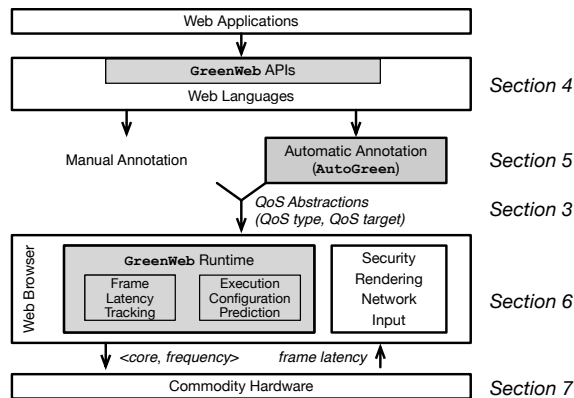 Web Applications
GreenWeb APIs
Web Languages
Section 4
Manual Annotation
Automatic Annotation
(AutoGreen)
Section 5
QoS Abstractions
(QoS type, QoS target)
Section 3
Web Browser
GreenWeb Runtime
Frame
Latency
Tracking
Execution
Configuration
Prediction
Security
Rendering
Network
Input
Section 6
<core, frequency>
frame latency
Commodity Hardware
Section 7